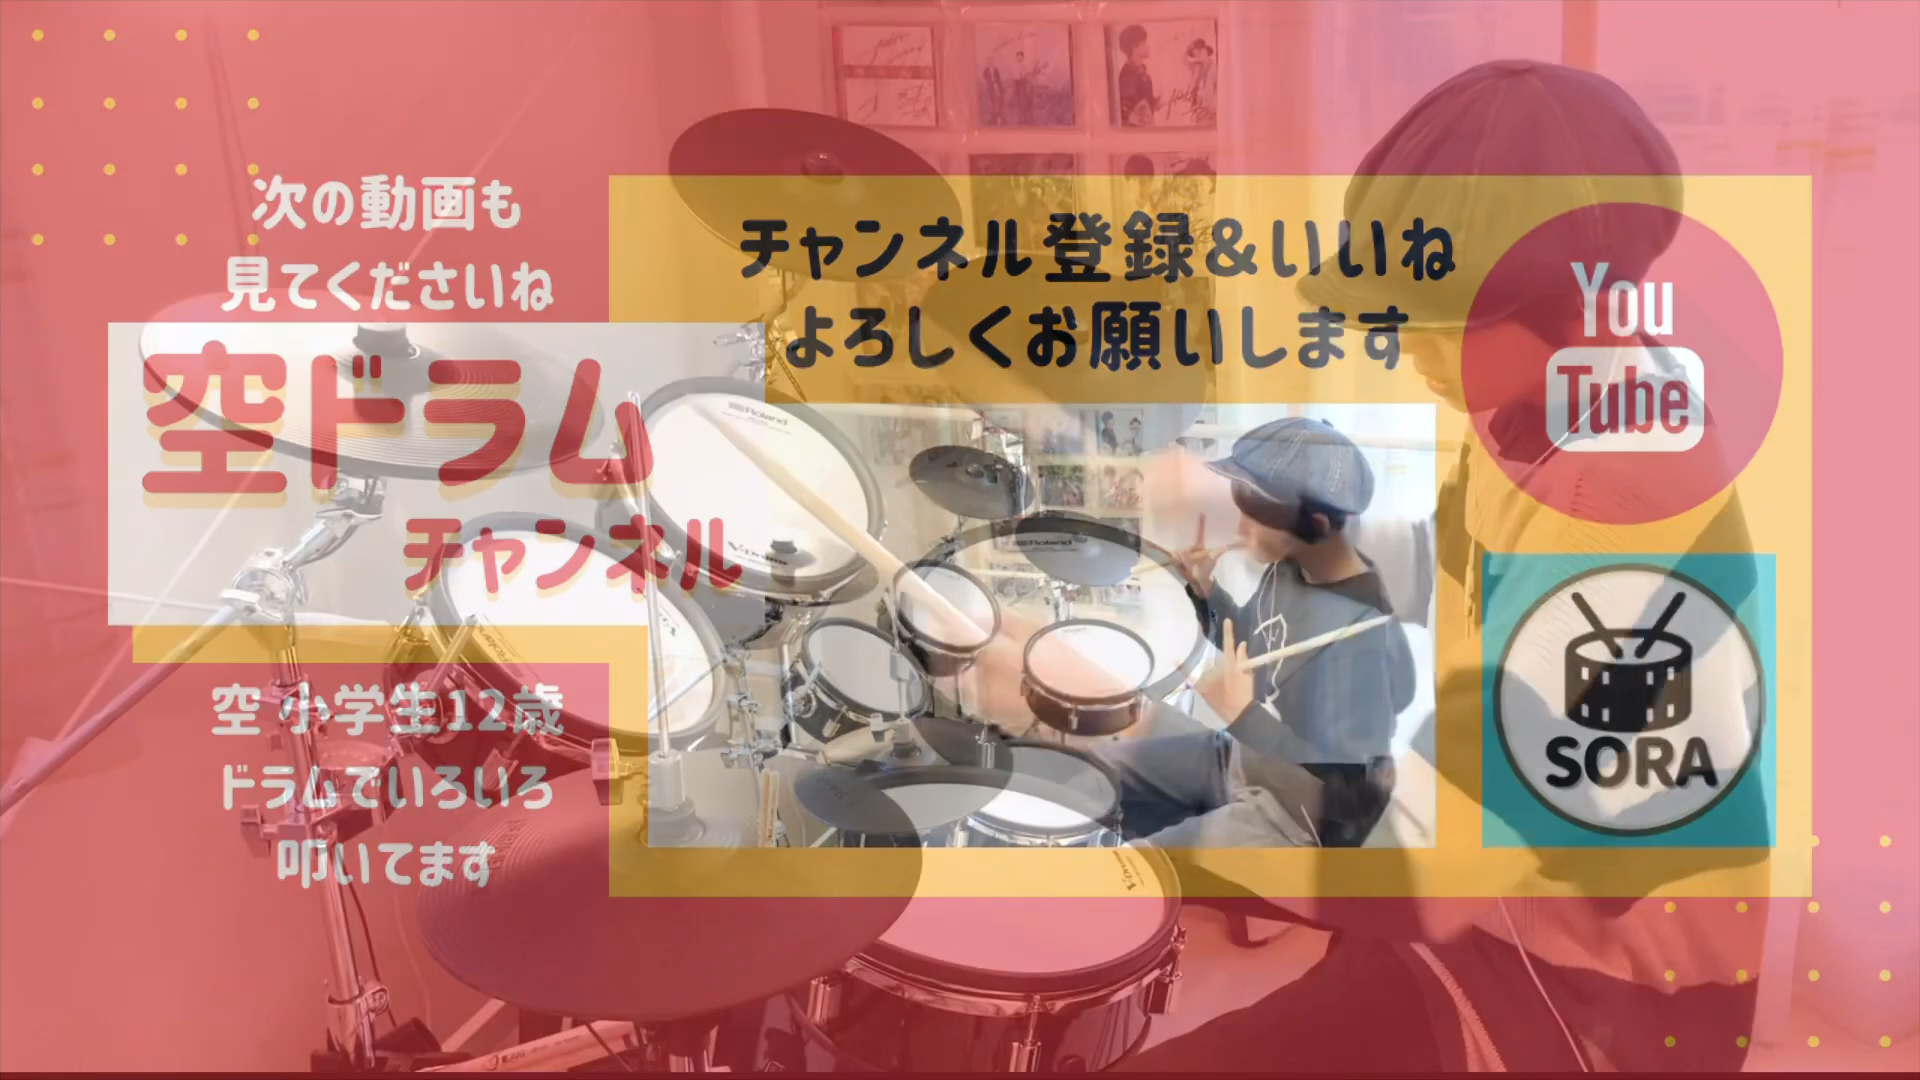 次の動画も
見てくださいね
空ドラム
チャンネル
空 小学生12歳
ドラムでいろいろ
叩いてます
チャンネル登録&いいね
よろしくお願いします
You
Tube
SORA
Roland
V-Drums
Roland
Roland
V-Drums